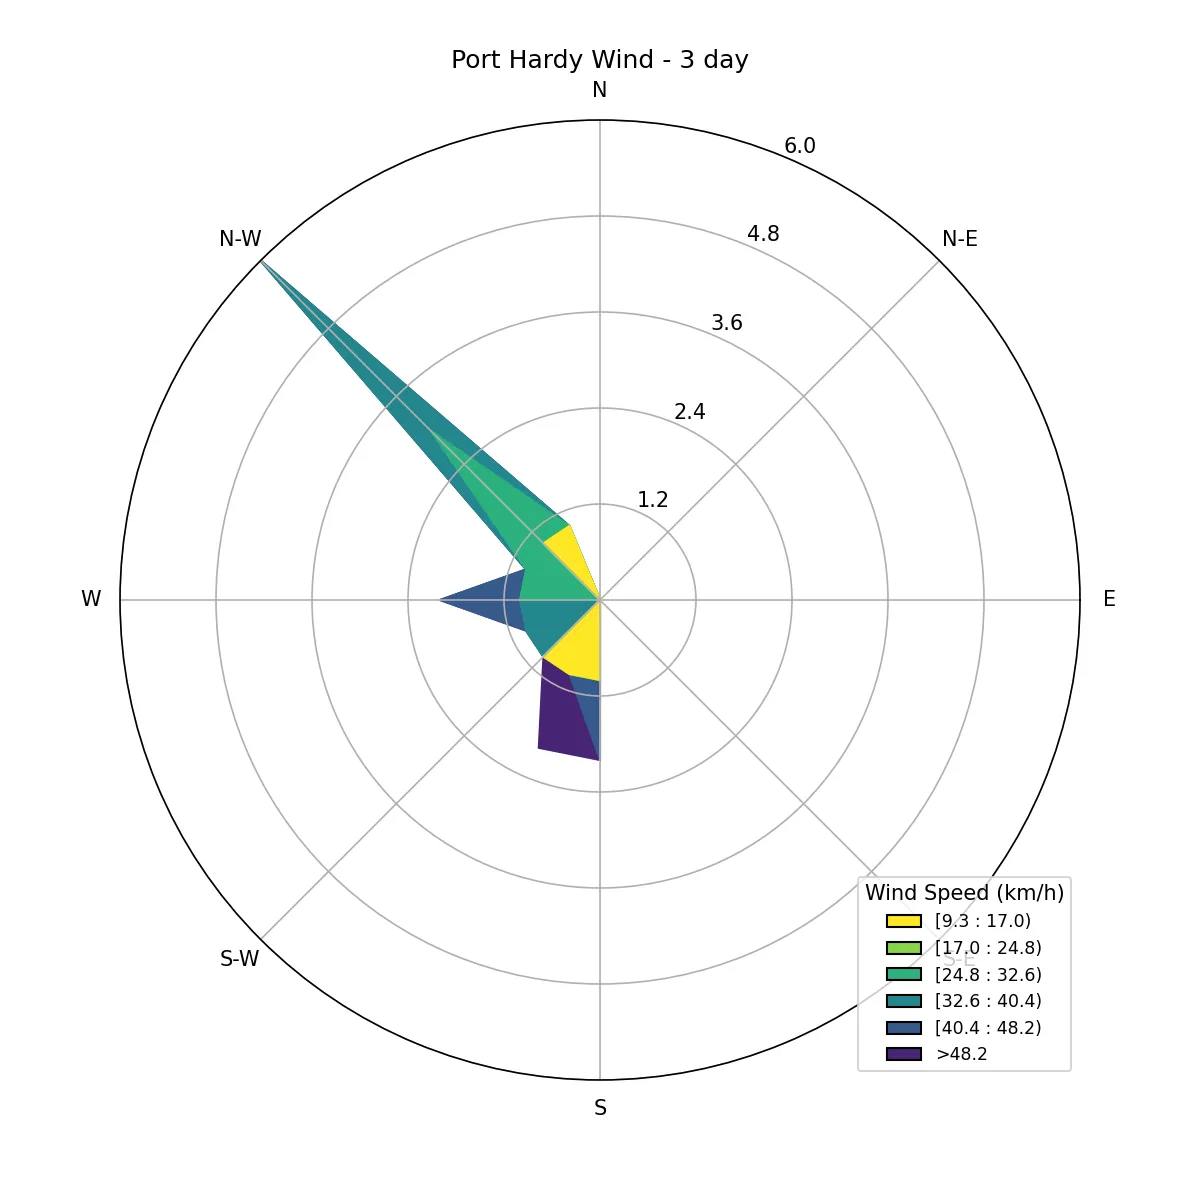 Port Hardy Wind - 3 day
N
6.0
N-W
4.8
N-E
3.6
2.4
1.2
W
E
S-W
S-E
S
Wind Speed (km/h)
[9.3 : 17.0)
[17.0 : 24.8)
[24.8 : 32.6)
[32.6 : 40.4)
[40.4 : 48.2)
>48.2